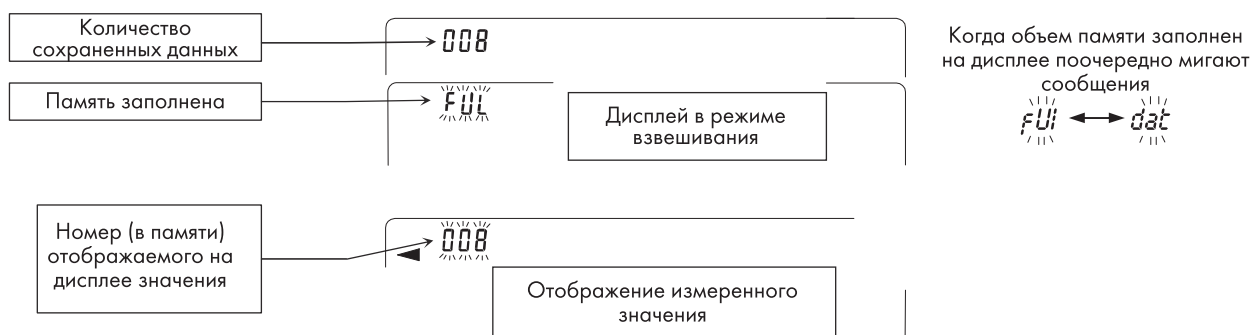 Количество
сохраненных данных
008
Когда объем памяти заполнен
на дисплее поочередно мигают
сообщения
Память заполнена
FUL
Дисплей в режиме
взвешивания
FUl
dat
Номер (в памяти)
отображаемого на
дисплее значения
008
Отображение измеренного
значения